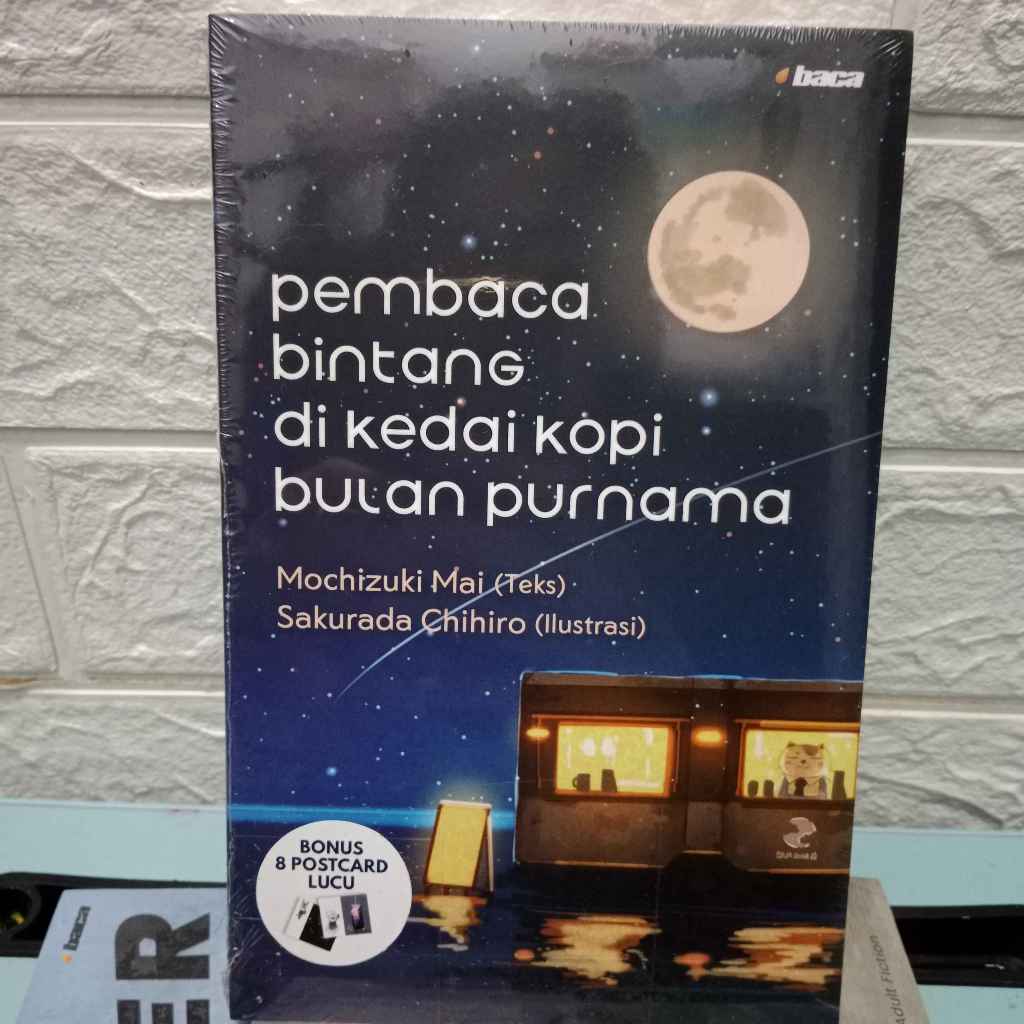 baca
pembaca
bintang
di kedai kopi
bulan purnama
Mochizuki Mai (Teks)
Sakurada Chihiro (Ilustrasi)
BONUS
8 POSTCARD
LUCU
baca
ER
Adult Fiction